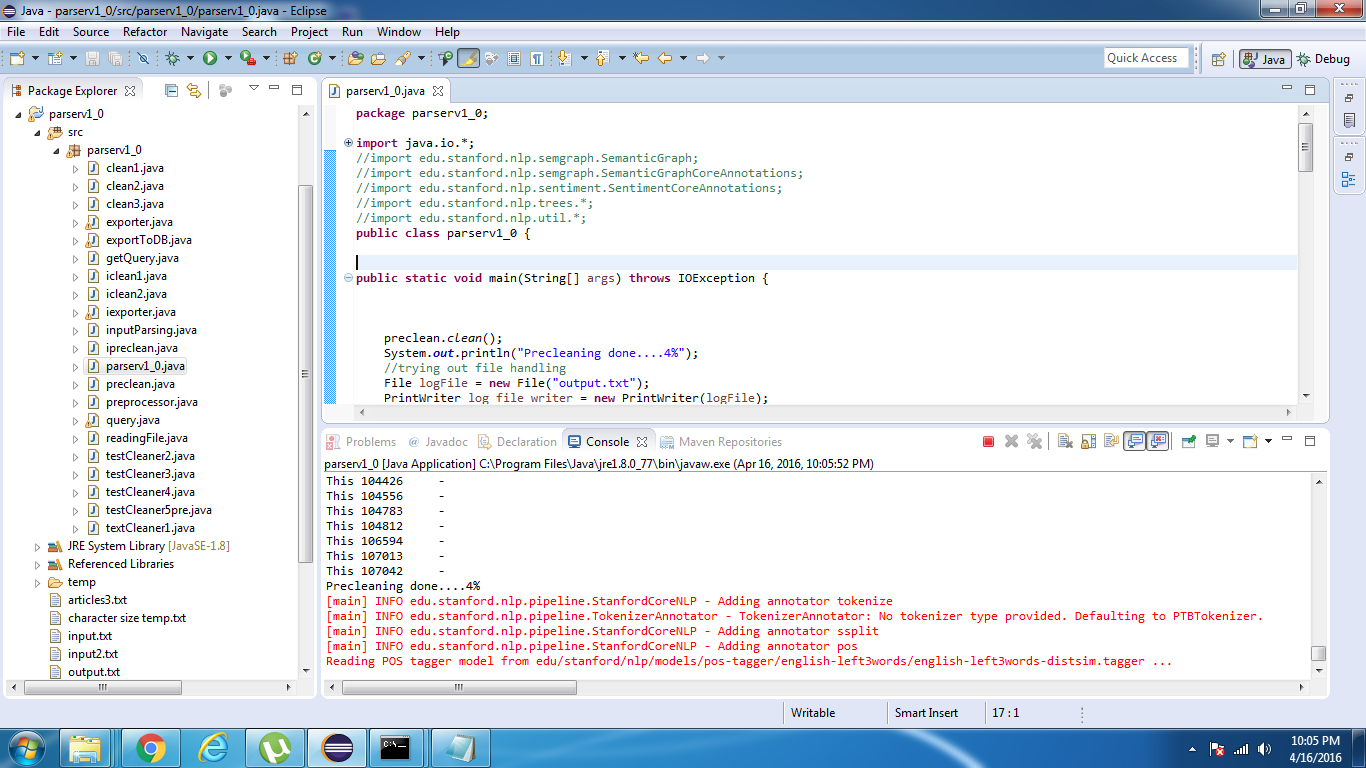 Java - parserv1_0/src/parserv1_0/parserv1_0.java - Eclipse
File Edit Source Refactor Navigate Search Project Run Window Help
Quick Access Java Debug
Package Explorer
parserv1_0
src
parserv1_0
clean1.java
clean2.java
clean3.java
exporter.java
exportToDB.java
getQuery.java
iclean1.java
iclean2.java
iexporter.java
inputParsing.java
ipreclean.java
parserv1_0.java
preclean.java
preprocessor.java
query.java
readingFile.java
testCleaner2.java
testCleaner3.java
testCleaner4.java
testCleaner5pre.java
textCleaner1.java
JRE System Library [JavaSE-1.8]
Referenced Libraries
temp
articles3.txt
character size temp.txt
input.txt
input2.txt
output.txt
parserv1_0.java
package parserv1_0;
import java.io.*;
//import edu.stanford.nlp.semgraph.SemanticGraph;
//import edu.stanford.nlp.semgraph.SemanticGraphCoreAnnotations;
//import edu.stanford.nlp.sentiment.SentimentCoreAnnotations;
//import edu.stanford.nlp.trees.*;
//import edu.stanford.nlp.util.*;
public class parserv1_0 {
public static void main(String[] args) throws IOException {
preclean.clean();
System.out.println("Precleaning done....4%");
//trying out file handling
File logFile = new File("output.txt");
PrintWriter log_file_writer = new PrintWriter(logFile);
Problems @ Javadoc Declaration Console Maven Repositories
parserv1_0 [Java Application] C:\Program Files\Java\jre1.8.0_77\bin\javaw.exe (Apr 16, 2016, 10:05:52 PM)
This 104426 -
This 104556 -
This 104783 -
This 104812 -
This 106594 -
This 107013 -
This 107042 -
Precleaning done....4%
[main] INFO edu.stanford.nlp.pipeline.StanfordCoreNLP - Adding annotator tokenize
[main] INFO edu.stanford.nlp.pipeline.TokenizerAnnotator - TokenizerAnnotator: No tokenizer type provided. Defaulting to PTBTokenizer.
[main] INFO edu.stanford.nlp.pipeline.StanfordCoreNLP - Adding annotator ssplit
[main] INFO edu.stanford.nlp.pipeline.StanfordCoreNLP - Adding annotator pos
Reading POS tagger model from edu/stanford/nlp/models/pos-tagger/english-left3words/english-left3words-distsim.tagger ...
Writable Smart Insert 17 : 1
10:05 PM
4/16/2016